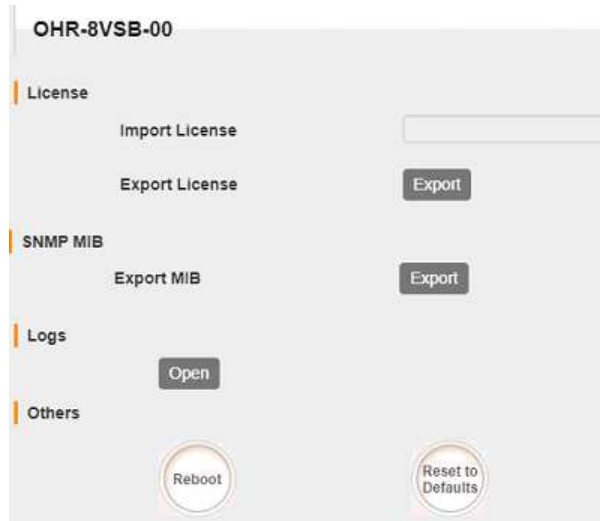 OHR-8VSB-00
License
Import License
Export License Export
SNMP MIB
Export MIB Export
Logs
Open
Others
Reboot Reset to
Defaults